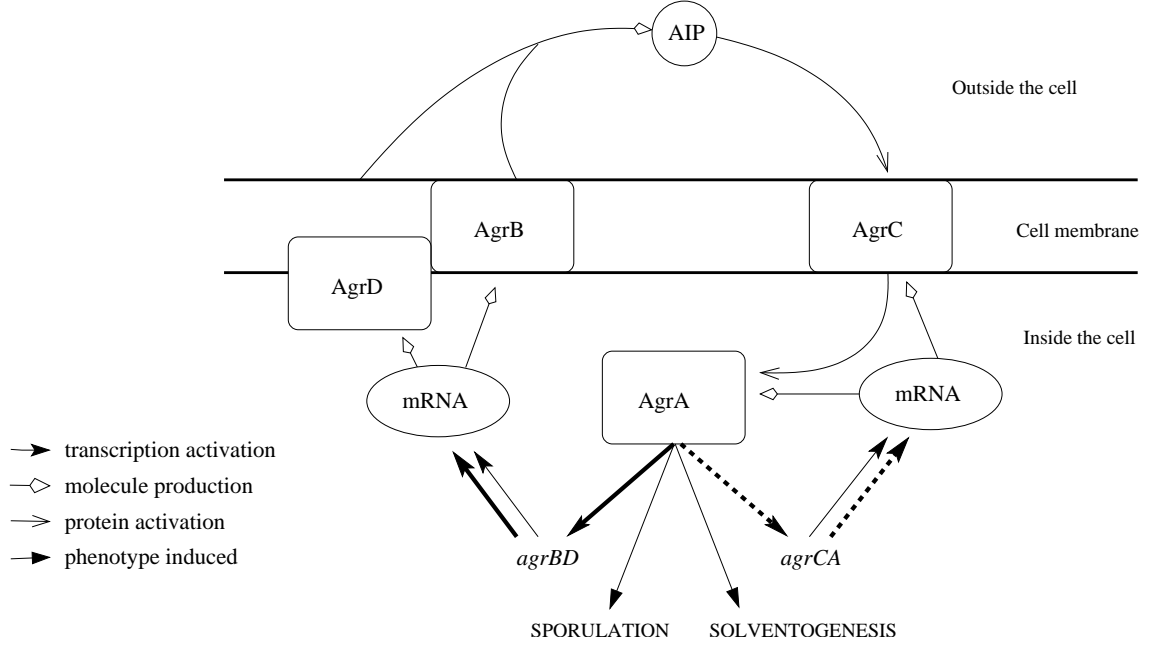 AIP
Outside the cell
AgrB
AgrC
Cell membrane
AgrD
Inside the cell
mRNA
AgrA
mRNA
transcription activation
molecule production
protein activation
phenotype induced
agrBD
agrCA
SPORULATION
SOLVENTOGENESIS